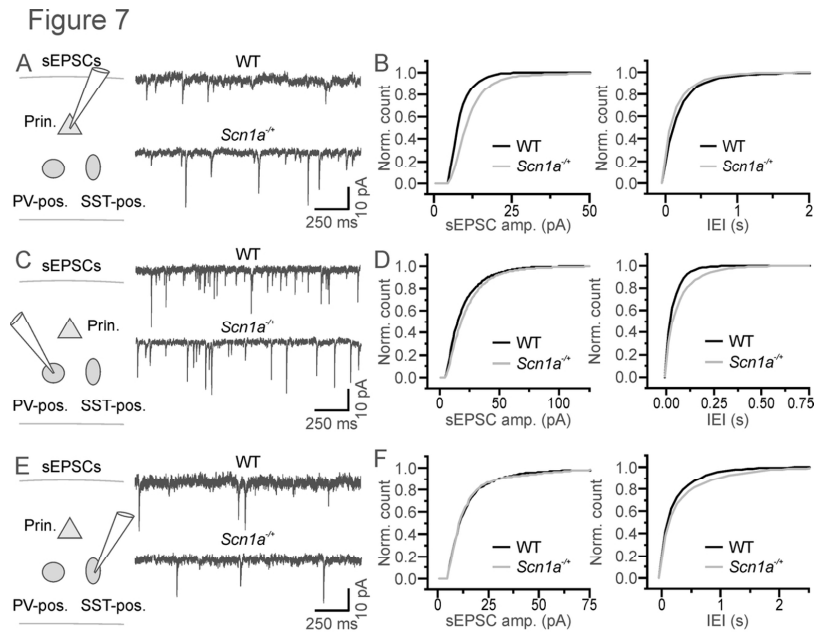 Figure 7
A
sEPSCs
Prin.
PV-pos. SST-pos.
WT
Scn1a-/+
10 pA
250 ms
B
Norm. count
1.0
0.8
0.6
0.4
0.2
0.0
WT
Scn1a-/+
0 25 50
sEPSC amp. (pA)
Norm. count
1.0
0.8
0.6
0.4
0.2
0.0
WT
Scn1a-/+
0 1 2
IEI (s)
C
sEPSCs
Prin.
PV-pos. SST-pos.
WT
Scn1a-/+
10 pA
250 ms
D
Norm. count
1.0
0.8
0.6
0.4
0.2
0.0
WT
Scn1a-/+
0 50 100
sEPSC amp. (pA)
Norm. count
1.0
0.8
0.6
0.4
0.2
0.0
WT
Scn1a-/+
0.00 0.25 0.50 0.75
IEI (s)
E
sEPSCs
Prin.
PV-pos. SST-pos.
WT
Scn1a-/+
10 pA
250 ms
F
Norm. count
1.0
0.8
0.6
0.4
0.2
0.0
WT
Scn1a-/+
0 25 50 75
sEPSC amp. (pA)
Norm. count
1.0
0.8
0.6
0.4
0.2
0.0
WT
Scn1a-/+
0 1 2
IEI (s)